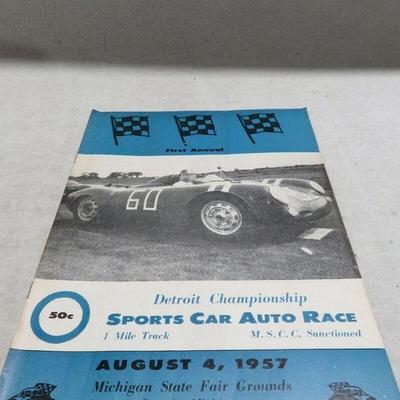 First Annual
60
50c
Detroit Championship
SPORTS CAR AUTO RACE
1 Mile Track M. S. C. C. Sanctioned
AUGUST 4, 1957
Michigan State Fair Grounds